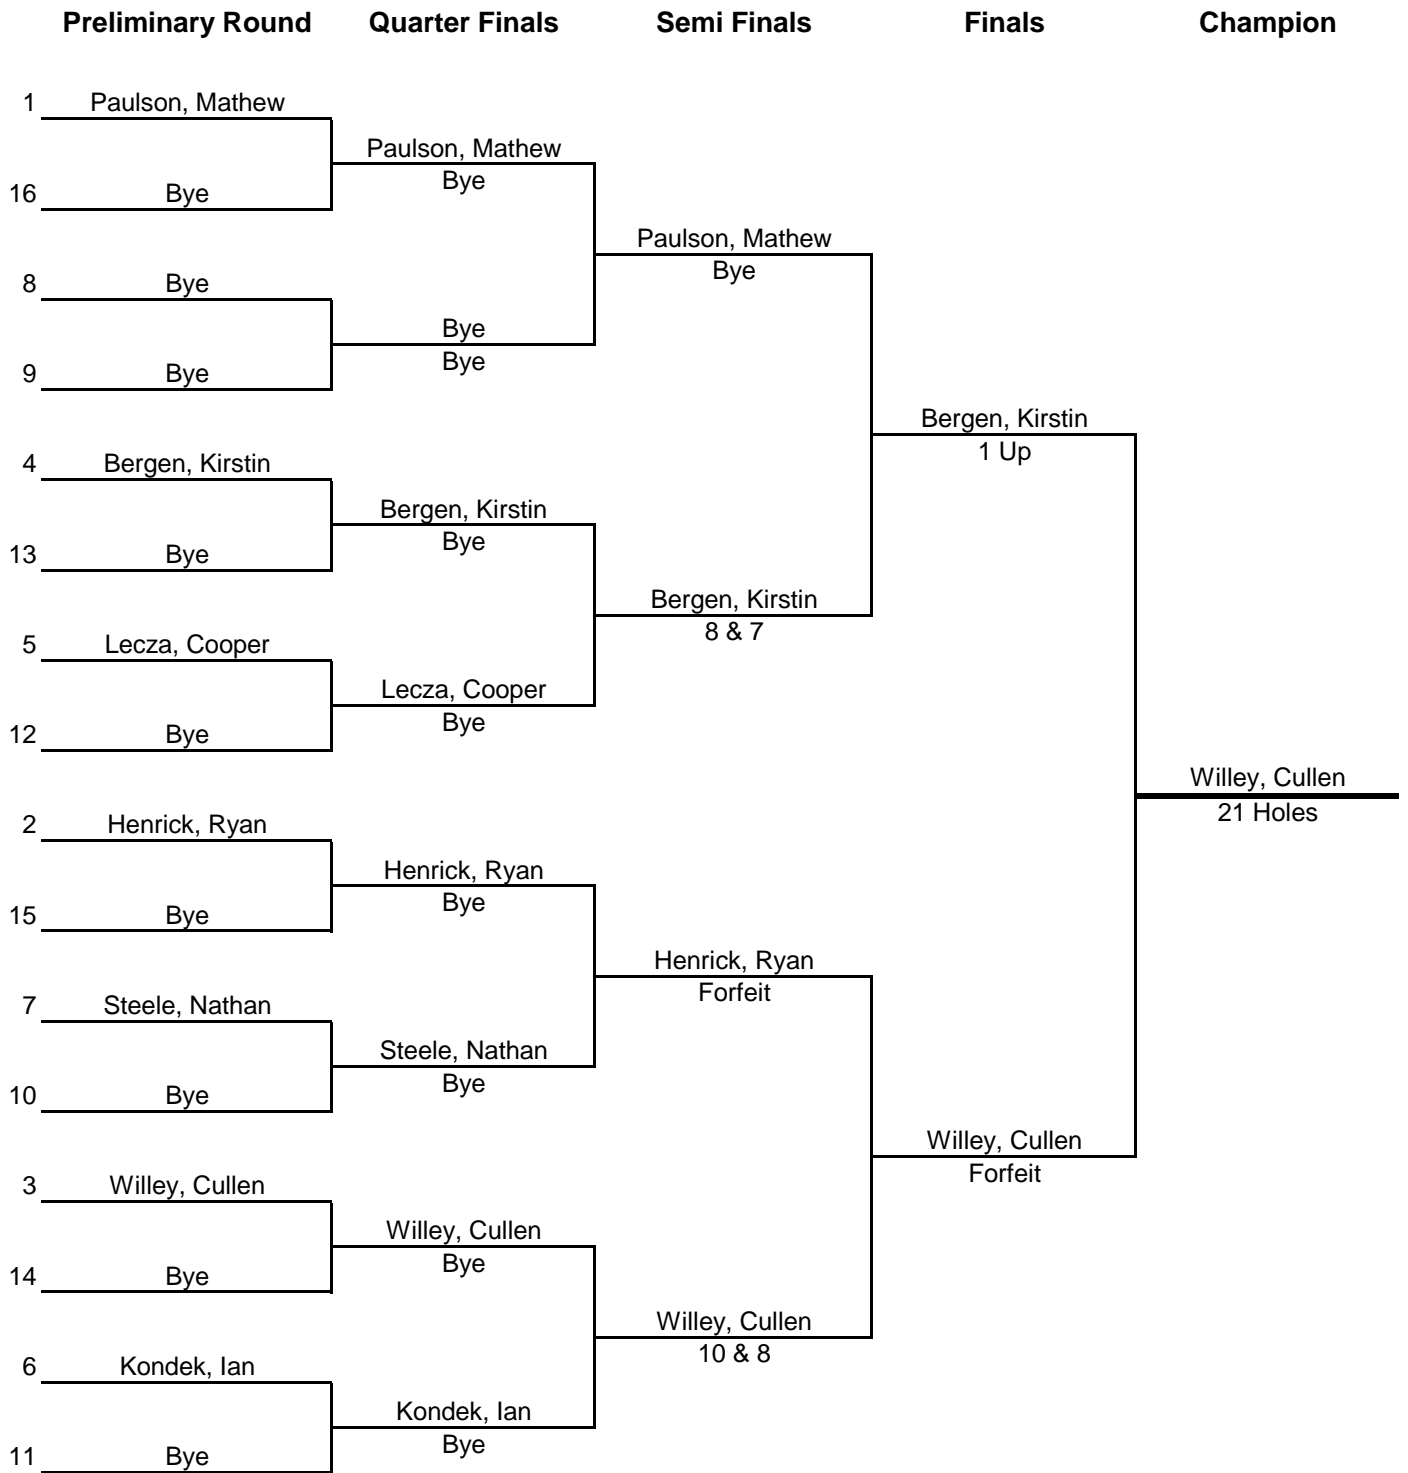 Preliminary Round Quarter Finals Semi Finals Finals Champion
1 Paulson, Mathew
Paulson, Mathew
Bye
16 Bye
Paulson, Mathew
Bye
8 Bye
Bye
Bye
9 Bye
Bergen, Kirstin
1 Up
4 Bergen, Kirstin
Bergen, Kirstin
Bye
13 Bye
Bergen, Kirstin
8 & 7
5 Lecza, Cooper
Lecza, Cooper
Bye
12 Bye
Willey, Cullen
21 Holes
2 Henrick, Ryan
Henrick, Ryan
Bye
15 Bye
Henrick, Ryan
Forfeit
7 Steele, Nathan
Steele, Nathan
Bye
10 Bye
Willey, Cullen
Forfeit
3 Willey, Cullen
Willey, Cullen
Bye
14 Bye
Willey, Cullen
10 & 8
6 Kondek, Ian
Kondek, Ian
Bye
11 Bye